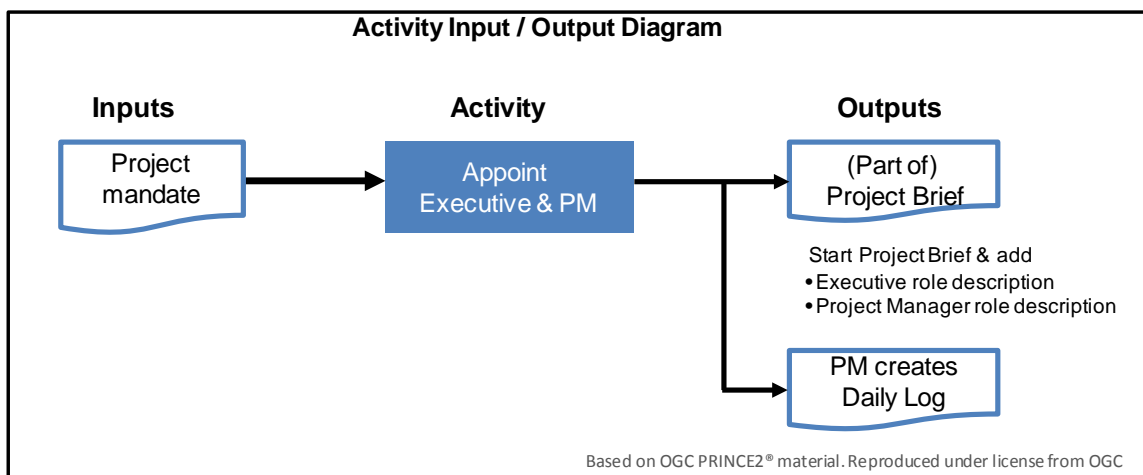 Activity Input / Output Diagram
Inputs
Activity
Outputs
Project
mandate
Appoint
Executive & PM
(Part of)
Project Brief
Start Project Brief & add
•Executive role description
•Project Manager role description
PM creates
Daily Log
Based on OGC PRINCE2® material. Reproduced under license from OGC